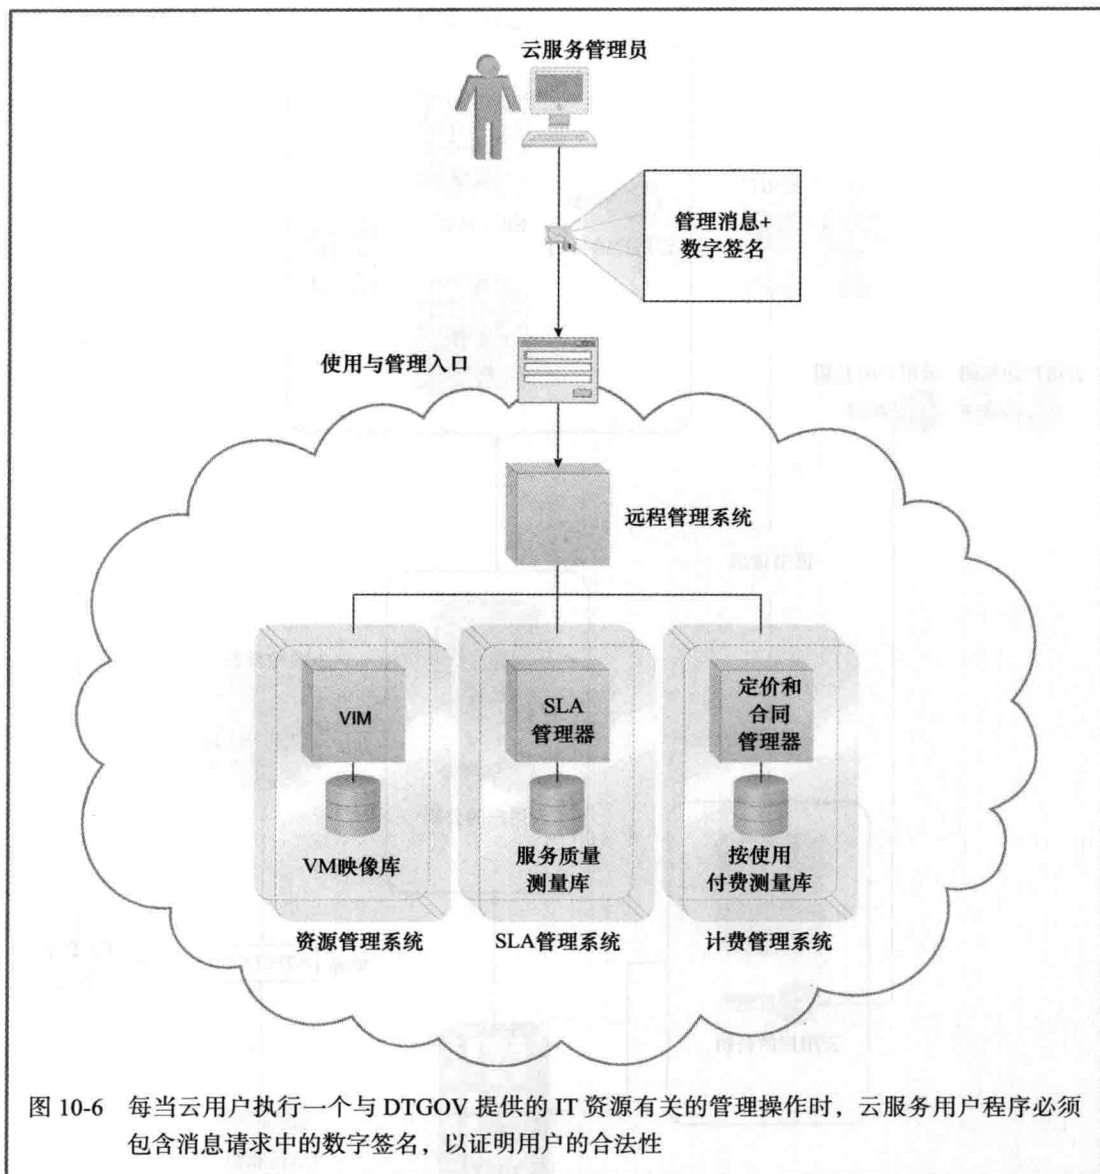 云服务管理员
管理消息+
数字签名
使用与管理入口
远程管理系统
VIM
SLA
管理器
定价和
合同
管理器
VM映像库
服务质量
测量库
按使用
付费测量库
资源管理系统
SLA管理系统
计费管理系统
图 10-6 每当云用户执行一个与 DTGOV 提供的 IT 资源有关的管理操作时，云服务用户程序必须
包含消息请求中的数字签名，以证明用户的合法性